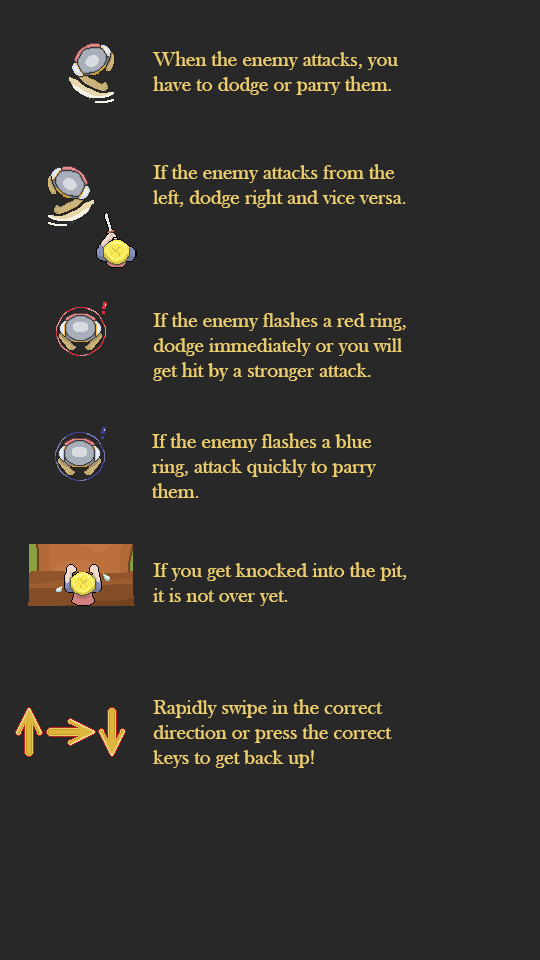 When the enemy attacks, you
have to dodge or parry them.
If the enemy attacks from the
left, dodge right and vice versa.
If the enemy flashes a red ring,
dodge immediately or you will
get hit by a stronger attack.
If the enemy flashes a blue
ring, attack quickly to parry
them.
If you get knocked into the pit,
it is not over yet.
Rapidly swipe in the correct
direction or press the correct
keys to get back up!